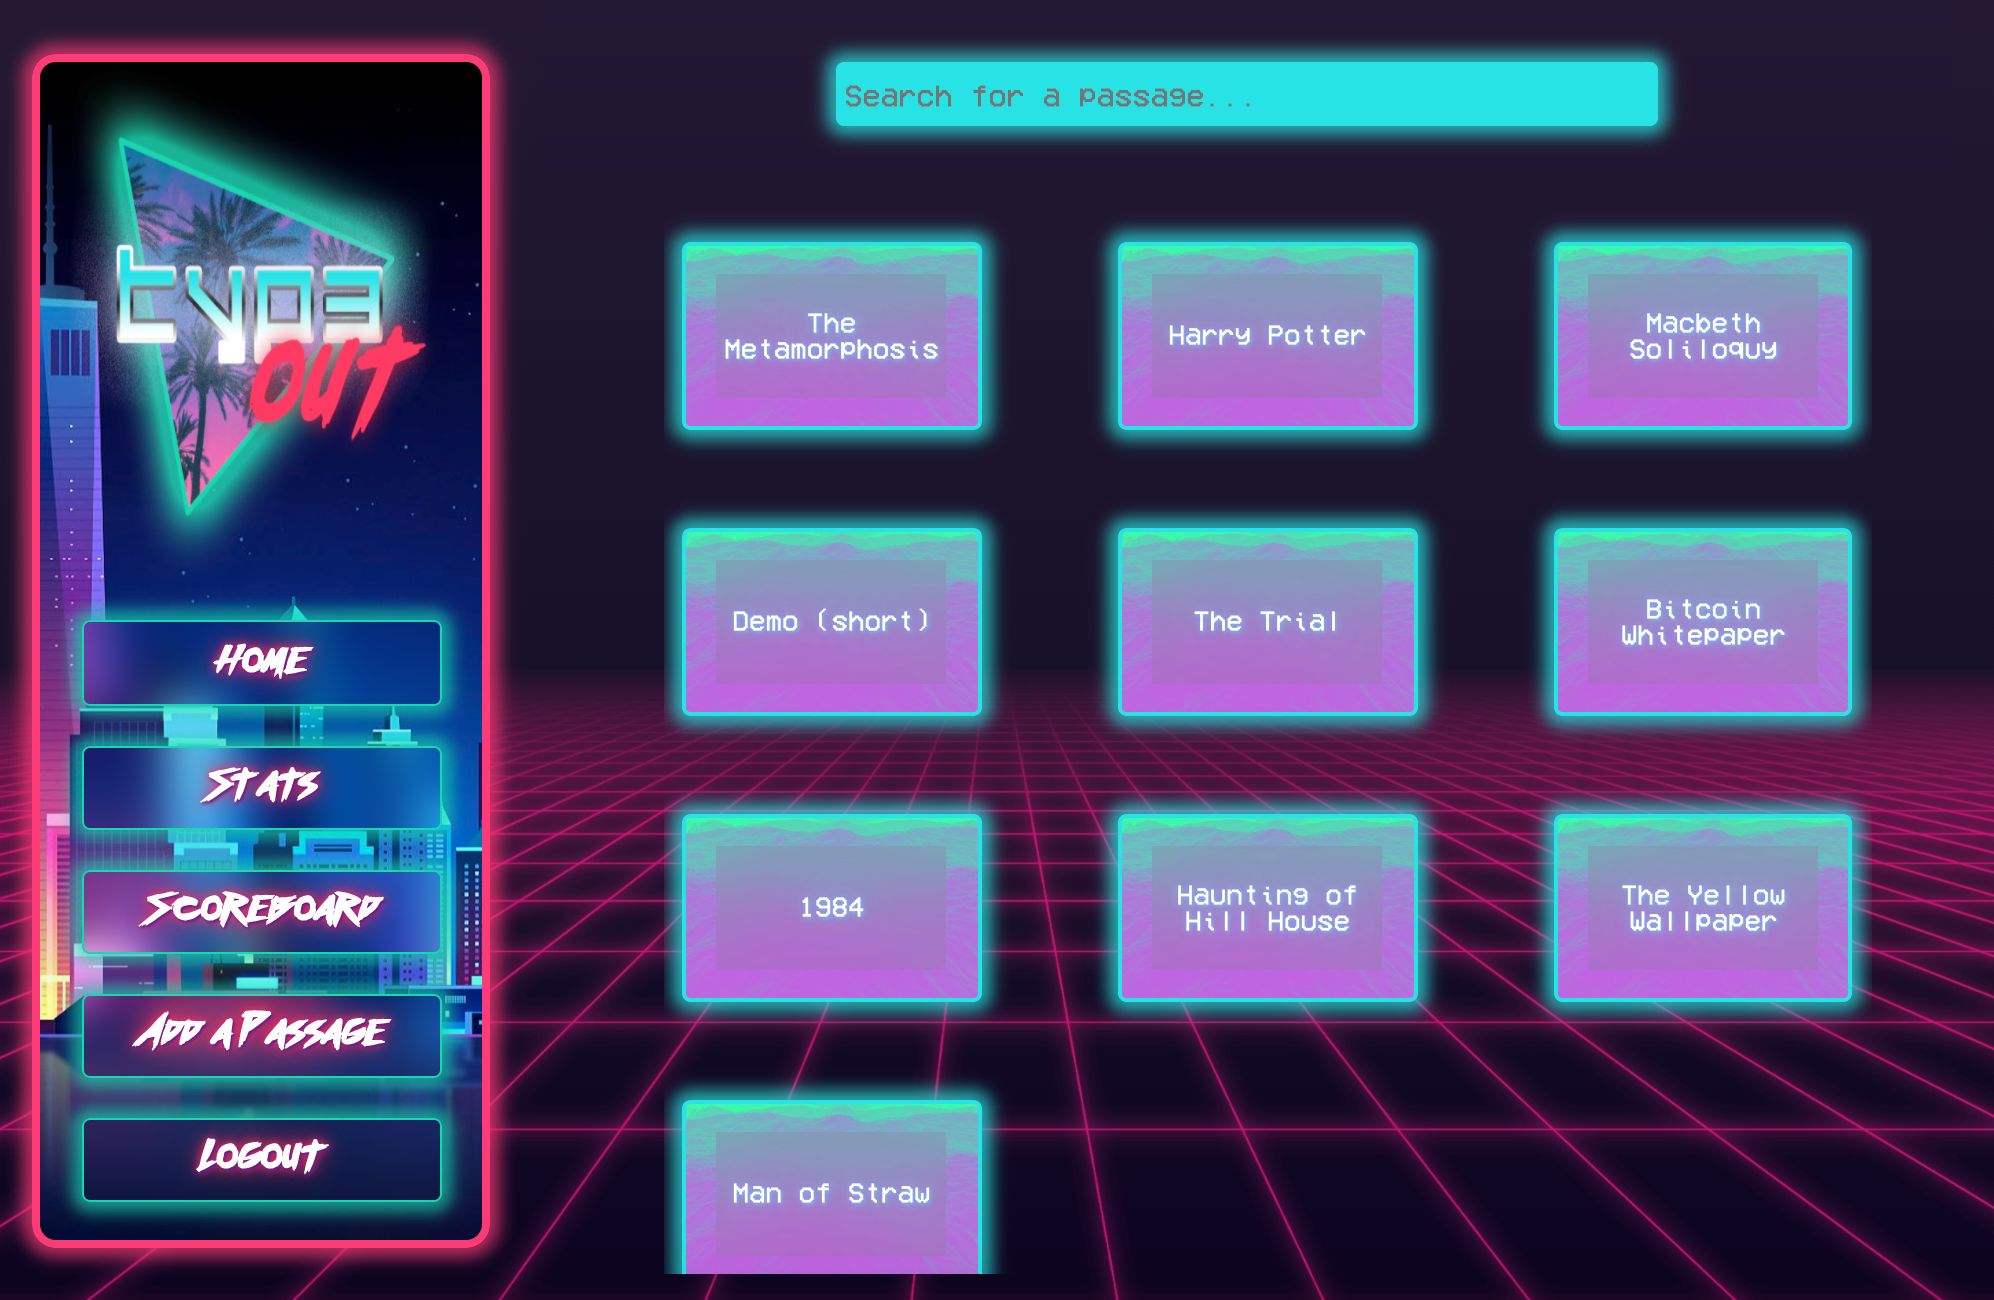 typ3
OUT
Home
Stats
Scoreboard
Add a Passage
Logout
Search for a passage...
The
Metamorphosis
Harry Potter
Macbeth
Soliloquy
Demo (short)
The Trial
Bitcoin
Whitepaper
1984
Haunting of
Hill House
The Yellow
Wallpaper
Man of Straw